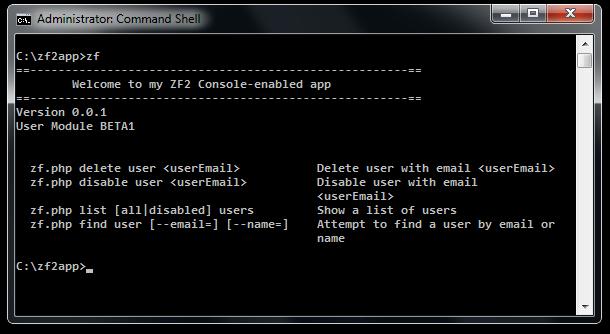 Administrator: Command Shell
C:\zf2app>zf
==------------------------------------------------------==
Welcome to my ZF2 Console-enabled app
==------------------------------------------------------==
Version 0.0.1
User Module BETA1
zf.php delete user <userEmail> Delete user with email <userEmail>
zf.php disable user <userEmail> Disable user with email
<userEmail>
zf.php list [all|disabled] users Show a list of users
zf.php find user [--email=] [--name=] Attempt to find a user by email or
name
C:\zf2app>_